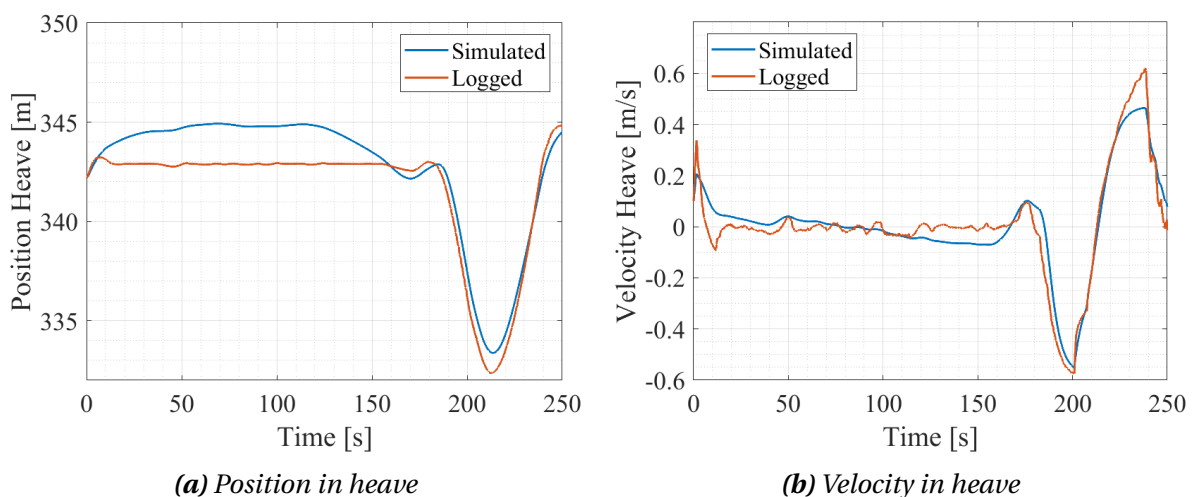 350
345
340
335
Position Heave [m]
Simulated
Logged
0 50 100 150 200 250
Time [s]
(a) Position in heave
0.6
0.4
0.2
0
-0.2
-0.4
-0.6
Velocity Heave [m/s]
Simulated
Logged
0 50 100 150 200 250
Time [s]
(b) Velocity in heave